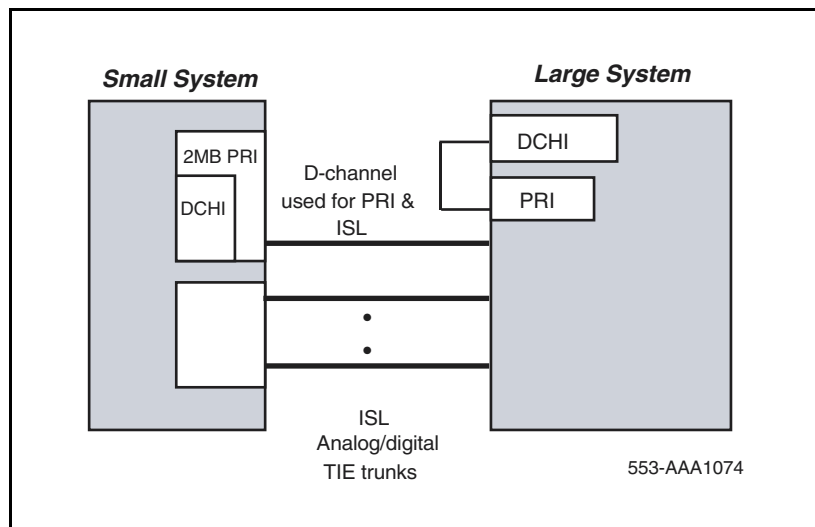 Small System
Large System
2MB PRI
DCHI
D-channel
used for PRI &
ISL
DCHI
PRI
•
•
ISL
Analog/digital
TIE trunks
553-AAA1074